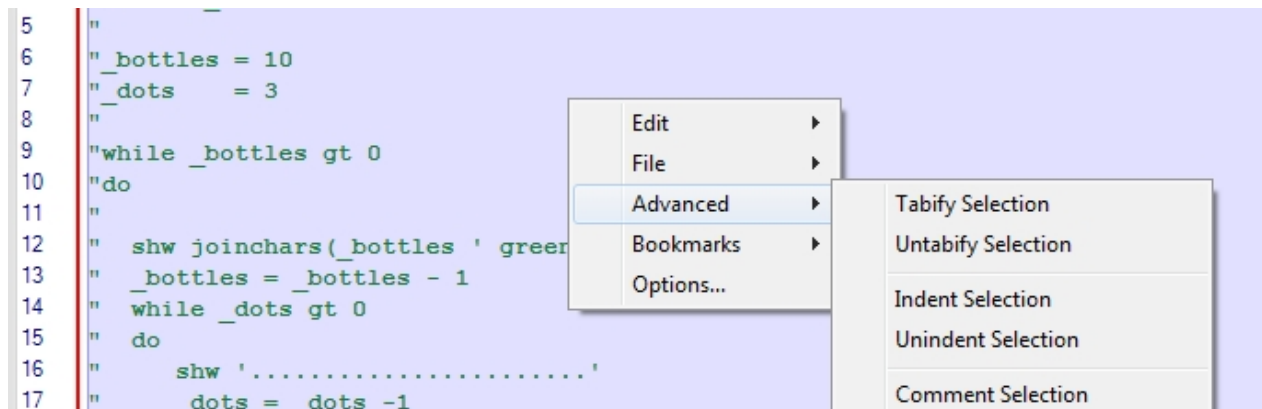 5 "
6 "_bottles = 10
7 "_dots    = 3
8 "
9 "while _bottles gt 0
10 "do
11 "
12 "  shw joinchars(_bottles ' green
13 "  _bottles = _bottles - 1
14 "  while _dots gt 0
15 "  do
16 "     shw '.......................'
17 "     _dots = _dots -1
Edit
File
Advanced
Bookmarks
Options...
Tabify Selection
Untabify Selection
Indent Selection
Unindent Selection
Comment Selection